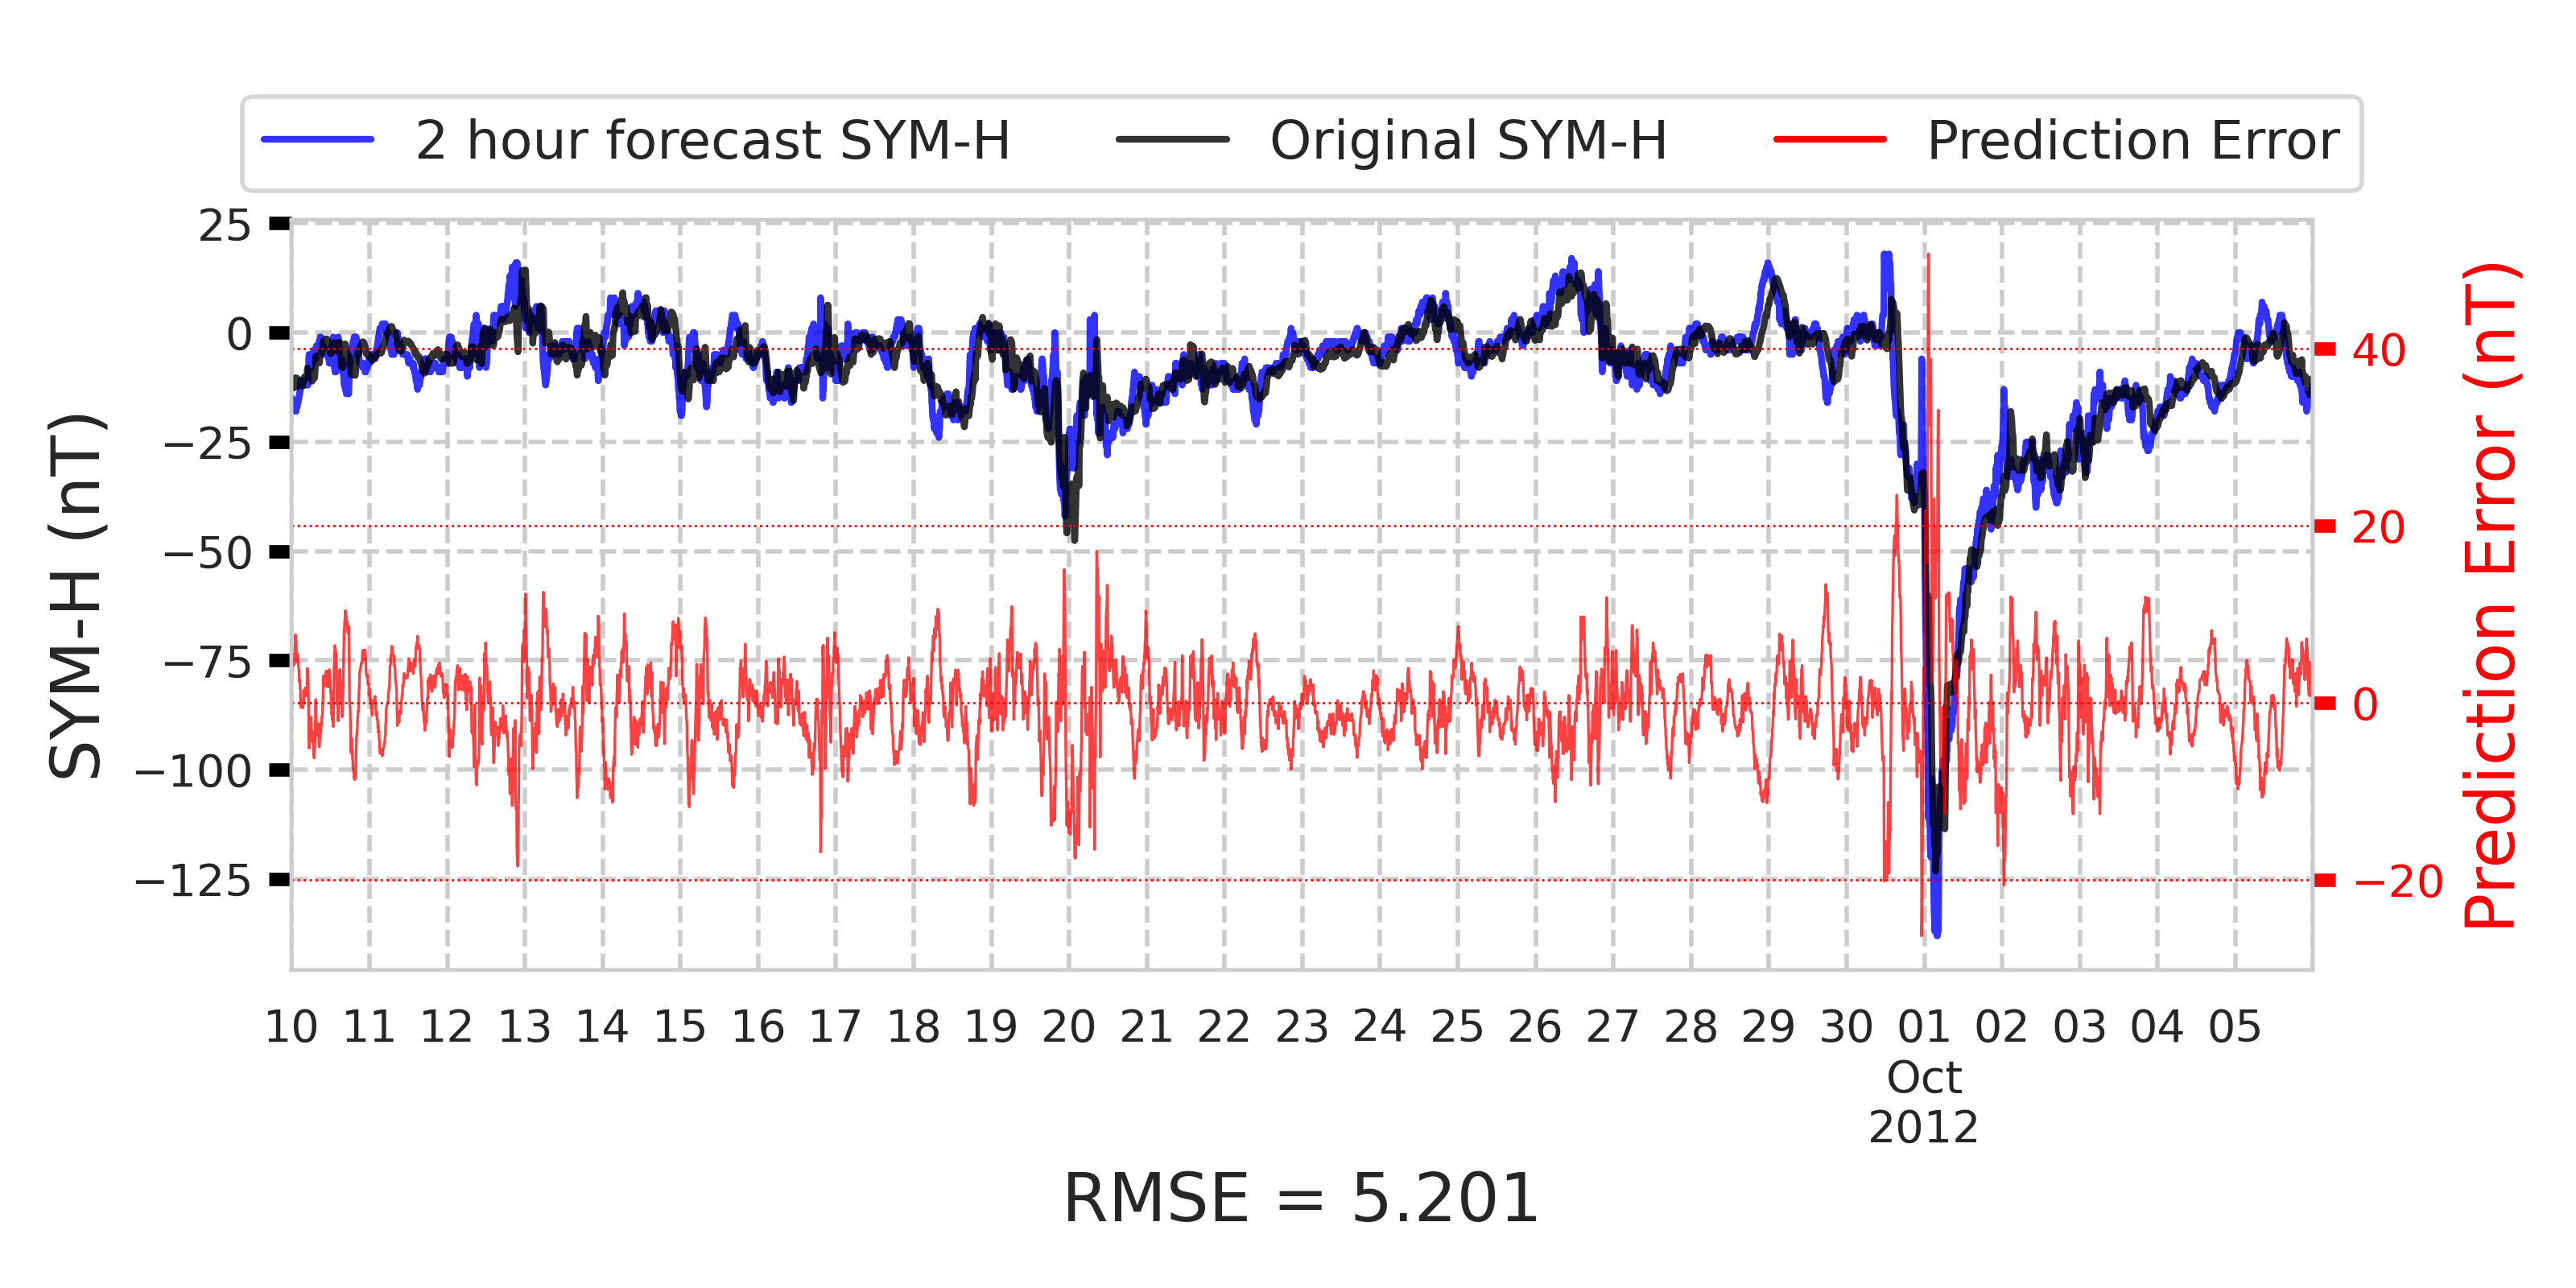 2 hour forecast SYM-H Original SYM-H Prediction Error
SYM-H (nT)
25
0
−25
−50
−75
−100
−125
40
20
0
−20
Prediction Error (nT)
10 11 12 13 14 15 16 17 18 19 20 21 22 23 24 25 26 27 28 29 30 01 02 03 04 05
Oct
2012
RMSE = 5.201